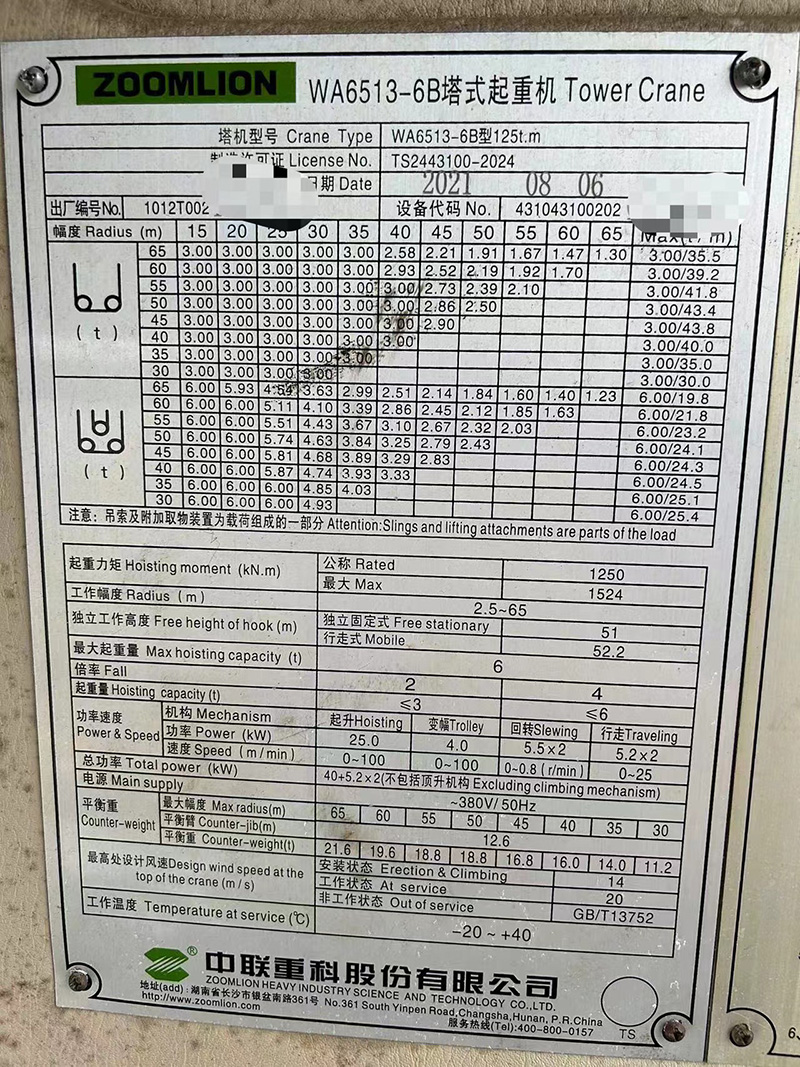 ZOOMLION WA6513-6B塔式起重机 Tower Crane
塔机型号 Crane Type WA6513-6B型125t.m
制造许可证 License No. TS2443100-2024
日期 Date 2021 08 06
出厂编号No. 1012T002 设备代码 No. 431043100202
幅度 Radius (m) 15 20 25 30 35 40 45 50 55 60 65 Max(t/m)
65 3.00 3.00 3.00 3.00 3.00 2.58 2.21 1.91 1.67 1.47 1.30 3.00/35.5
60 3.00 3.00 3.00 3.00 3.00 2.93 2.52 2.19 1.92 1.70 3.00/39.2
55 3.00 3.00 3.00 3.00 3.00 3.00 2.73 2.39 2.10 3.00/41.8
50 3.00 3.00 3.00 3.00 3.00 3.00 2.86 2.50 3.00/43.4
45 3.00 3.00 3.00 3.00 3.00 3.00 2.90 3.00/43.8
40 3.00 3.00 3.00 3.00 3.00 3.00 3.00/40.0
35 3.00 3.00 3.00 3.00 3.00 3.00/35.0
30 3.00 3.00 3.00 3.00 3.00/30.0
(t)
65 6.00 5.93 4.54 3.63 2.99 2.51 2.14 1.84 1.60 1.40 1.23 6.00/19.8
60 6.00 6.00 5.11 4.10 3.39 2.86 2.45 2.12 1.85 1.63 6.00/21.8
55 6.00 6.00 5.51 4.43 3.67 3.10 2.67 2.32 2.03 6.00/23.2
50 6.00 6.00 5.74 4.63 3.84 3.25 2.79 2.43 6.00/24.1
45 6.00 6.00 5.81 4.68 3.89 3.29 2.83 6.00/24.3
40 6.00 6.00 5.87 4.74 3.93 3.33 6.00/24.5
35 6.00 6.00 6.00 4.85 4.03 6.00/25.1
30 6.00 6.00 6.00 4.93 6.00/25.4
(t)
注意: 吊索及附加取物装置为载荷组成的一部分 Attention:Slings and lifting attachments are parts of the load
起重力矩 Hoisting moment (kN.m) 公称 Rated 1250
最大 Max 1524
工作幅度 Radius (m) 2.5~65
独立工作高度 Free height of hook (m) 独立固定式 Free stationary 51
行走式 Mobile 52.2
最大起重量 Max hoisting capacity (t) 6
倍率 Fall 2 4
起重量 Hoisting capacity (t) ≤3 ≤6
功率速度 Power & Speed 机构 Mechanism 起升Hoisting 变幅Trolley 回转Slewing 行走Traveling
功率 Power (kW) 25.0 4.0 5.5×2 5.2×2
速度 Speed (m/min) 0~100 0~100 0~0.8 (r/min) 0~25
总功率 Total power (kW) 40+5.2×2(不包括顶升机构 Excluding climbing mechanism)
电源 Main supply ~380V/50Hz
平衡重 Counter-weight 最大幅度 Max radius(m) 65 60 55 50 45 40 35 30
平衡臂 Counter-jib(m) 12.6
平衡重 Counter-weight(t) 21.6 19.6 18.8 18.8 16.8 16.0 14.0 11.2
最高处设计风速Design wind speed at the top of the crane (m/s) 安装状态 Erection & Climbing 14
工作状态 At service 20
非工作状态 Out of service GB/T13752
工作温度 Temperature at service (℃) -20 ~ +40
® 中联重科股份有限公司
ZOOMLION HEAVY INDUSTRY SCIENCE AND TECHNOLOGY CO.,LTD.
地址(add) : 湖南省长沙市银盆南路361号 No.361 South Yinpen Road,Changsha,Hunan, P.R.China
http://www.zoomlion.com 服务热线(Tel):400-800-0157
TS